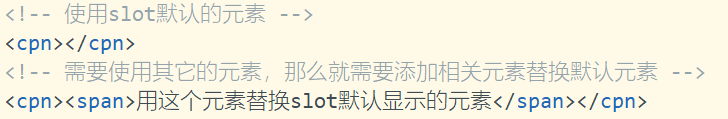 <!-- 使用slot默认的元素 -->
<cpn></cpn>
<!-- 需要使用其它的元素，那么就需要添加相关元素替换默认元素 -->
<cpn><span>用这个元素替换slot默认显示的元素</span></cpn>